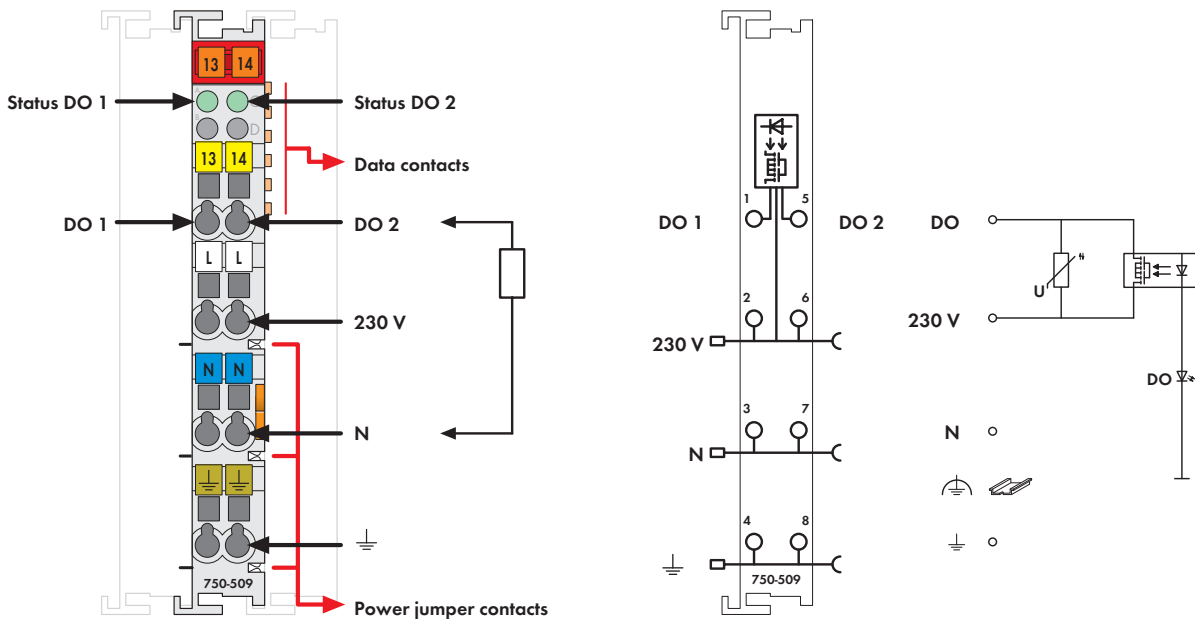 13 14
Status DO 1
Status DO 2
A
C
B
D
13 14
Data contacts
DO 1
DO 2
L L
230 V
N N
N
750-509
Power jumper contacts
1 5
DO 1
DO 2
2 6
230 V
3 7
N
4 8
750-509
DO
U
230 V
DO
N